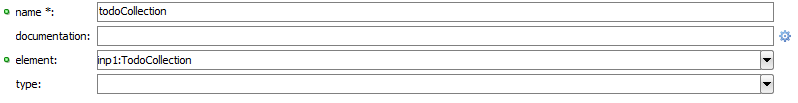 name *: todoCollection
documentation:
element: inp1:TodoCollection
type: